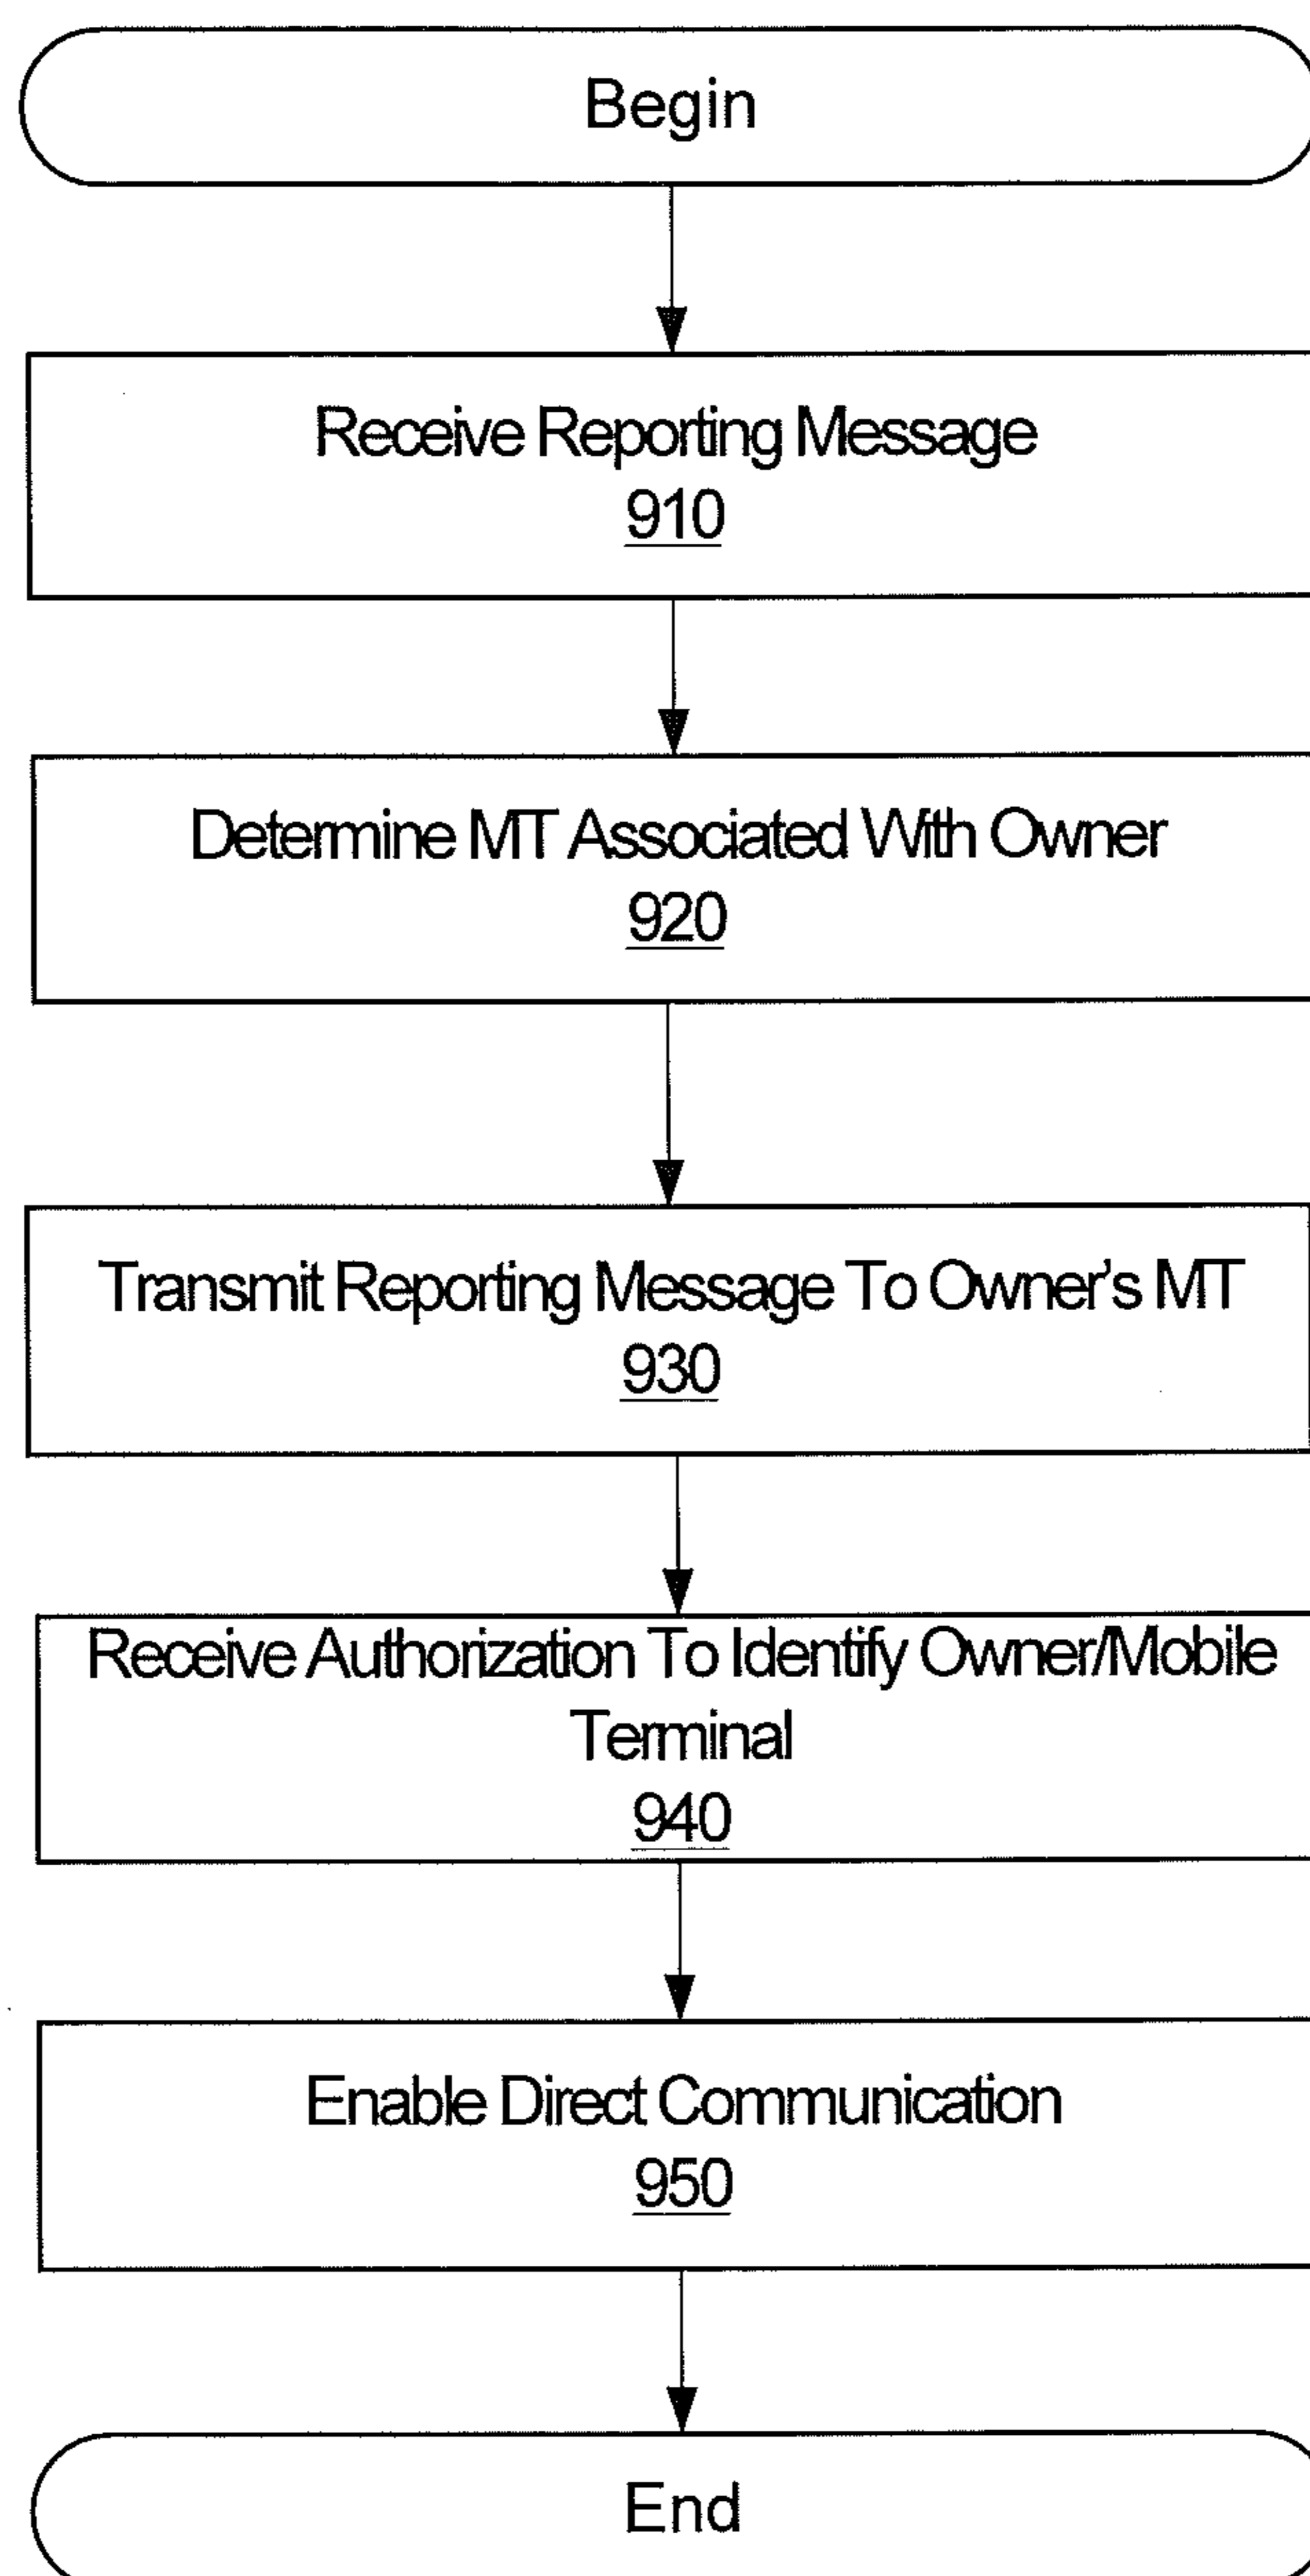 Begin
Receive Reporting Message
910
Determine MT Associated With Owner
920
Transmit Reporting Message To Owner's MT
930
Receive Authorization To Identify Owner/Mobile
Terminal
940
Enable Direct Communication
950
End